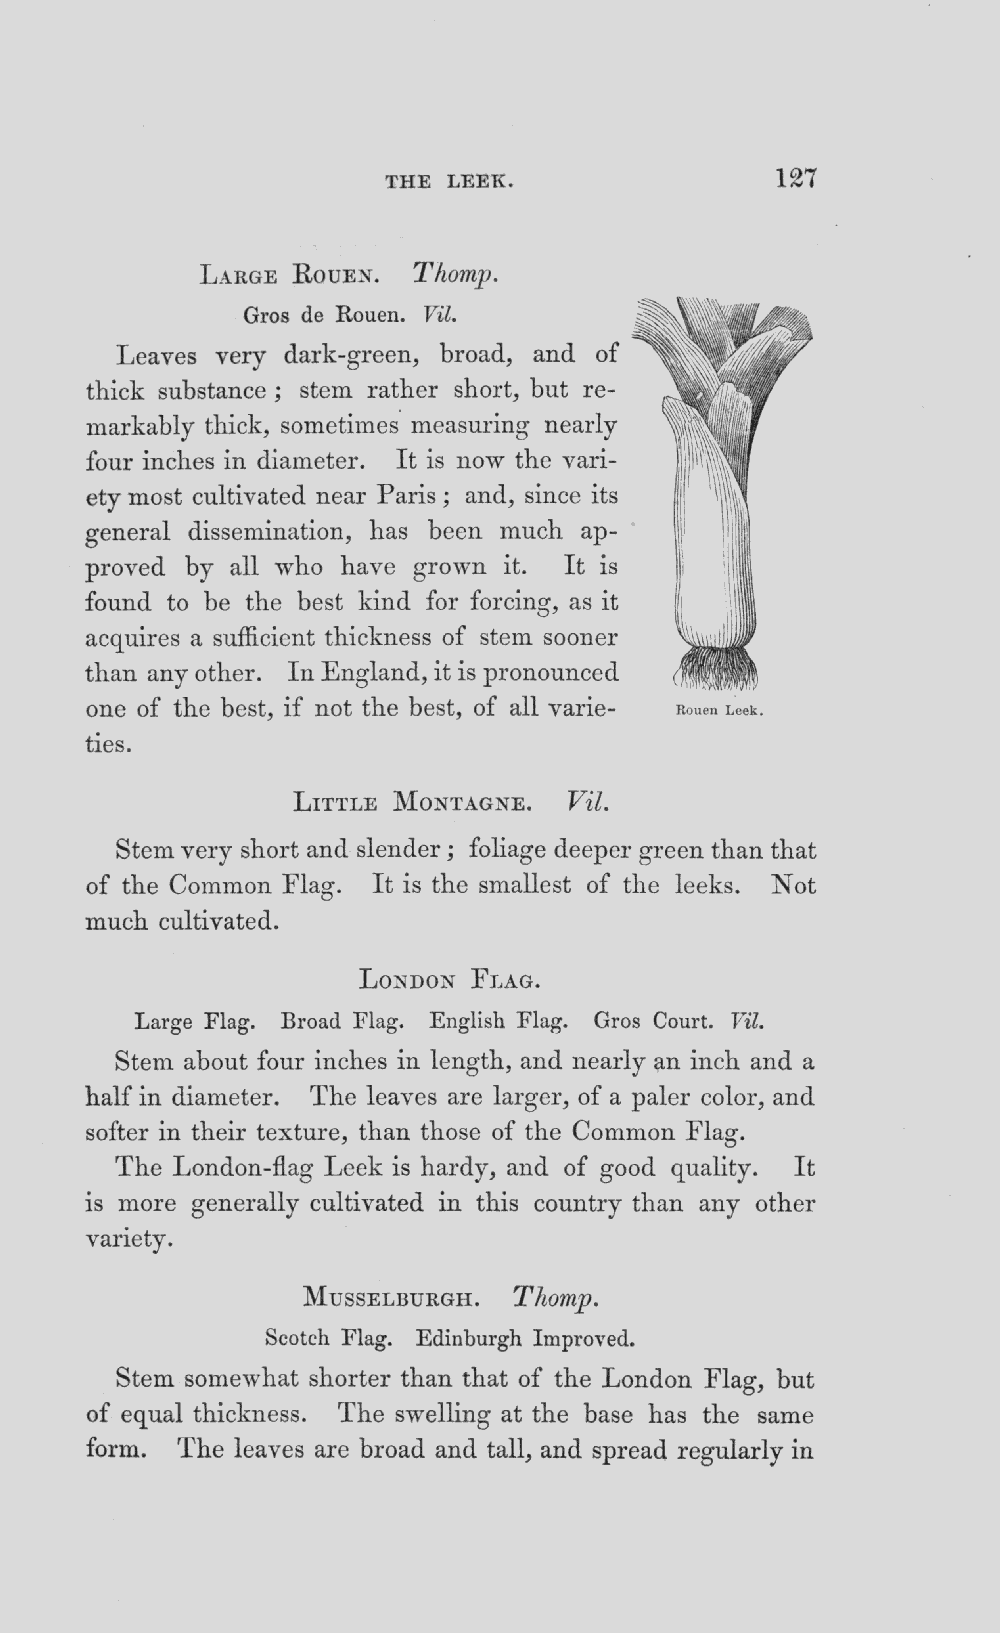 THE LEEK. 127
LARGE ROUEN. Thomp.
Gros de Rouen. Vil.
Leaves very dark-green, broad, and of
thick substance; stem rather short, but re-
markably thick, sometimes measuring nearly
four inches in diameter. It is now the vari-
ety most cultivated near Paris; and, since its
general dissemination, has been much ap-
proved by all who have grown it. It is
found to be the best kind for forcing, as it
acquires a sufficient thickness of stem sooner
than any other. In England, it is pronounced
one of the best, if not the best, of all varie-
ties.
Rouen Leek.
LITTLE MONTAGNE. Vil.
Stem very short and slender; foliage deeper green than that
of the Common Flag. It is the smallest of the leeks. Not
much cultivated.
LONDON FLAG.
Large Flag. Broad Flag. English Flag. Gros Court. Vil.
Stem about four inches in length, and nearly an inch and a
half in diameter. The leaves are larger, of a paler color, and
softer in their texture, than those of the Common Flag.
The London-flag Leek is hardy, and of good quality. It
is more generally cultivated in this country than any other
variety.
MUSSELBURGH. Thomp.
Scotch Flag. Edinburgh Improved.
Stem somewhat shorter than that of the London Flag, but
of equal thickness. The swelling at the base has the same
form. The leaves are broad and tall, and spread regularly in